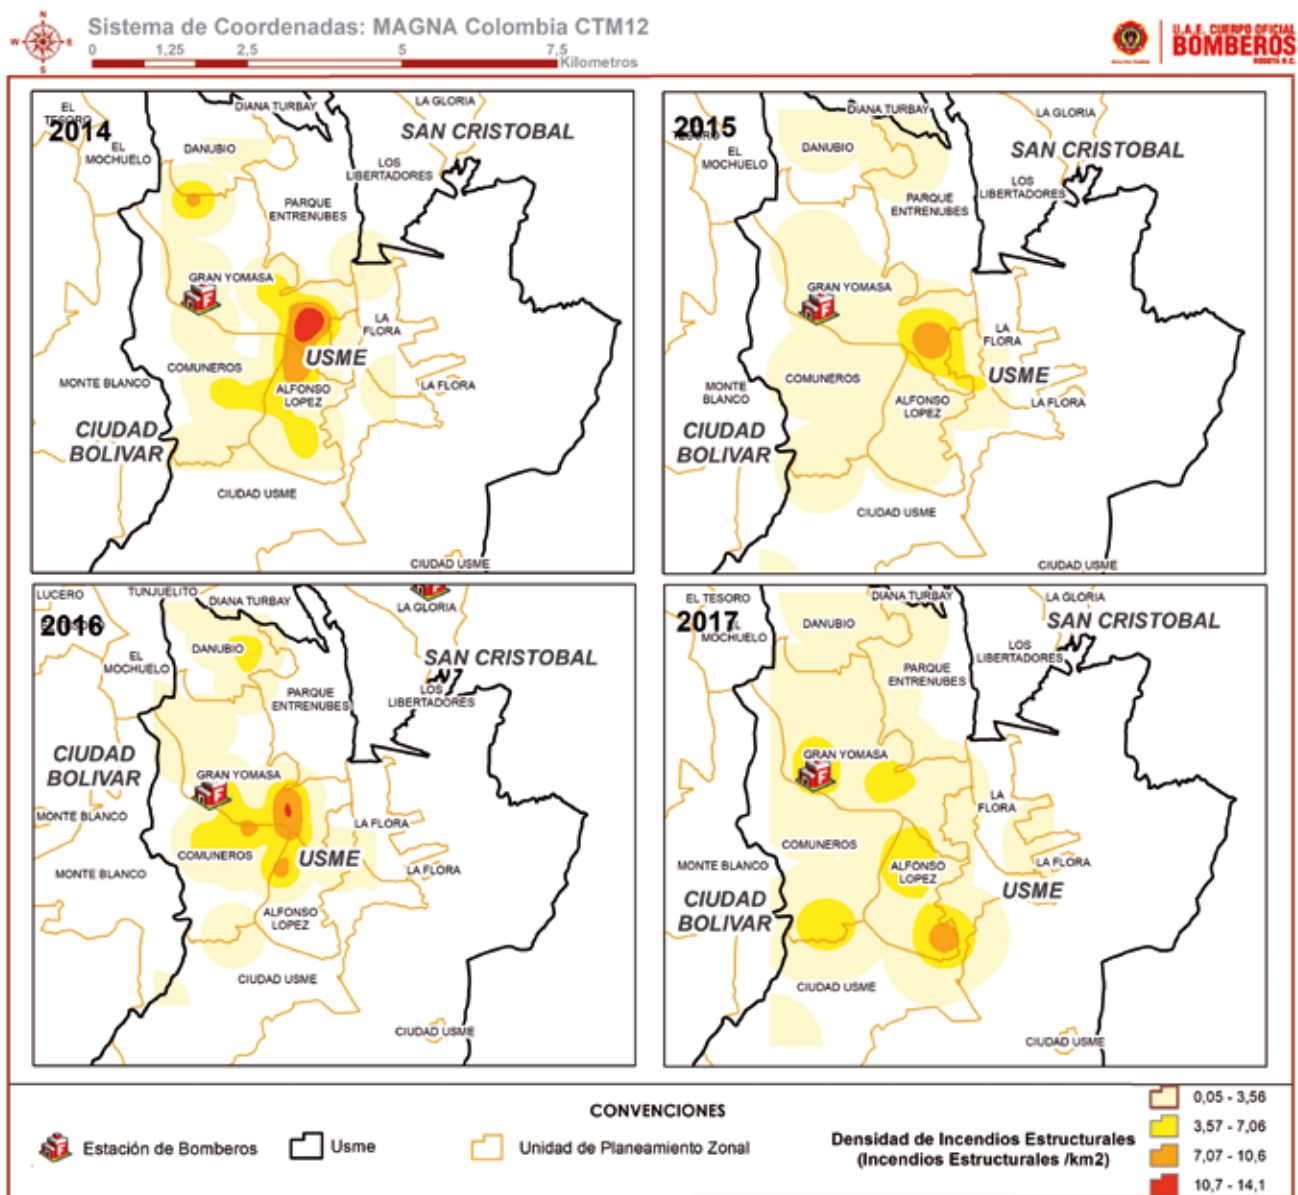 Sistema de Coordenadas: MAGNA Colombia CTM12
0 1,25 2,5 5 7,5
Kilometros
N
W E
S
U.A.E. CUERPO OFICIAL
BOMBEROS
BOGOTÁ D.C.
2014
EL
TESORO
EL
MOCHUELO
DANUBIO
DIANA TURBAY
LA GLORIA
SAN CRISTOBAL
LOS
LIBERTADORES
PARQUE
ENTRENUBES
GRAN YOMASA
LA
FLORA
USME
COMUNEROS
MONTE BLANCO
ALFONSO
LOPEZ
LA FLORA
CIUDAD
BOLIVAR
CIUDAD USME
CIUDAD USME
2015
TESORO
EL
MOCHUELO
DANUBIO
DIANA TURBAY
LA GLORIA
SAN CRISTOBAL
LOS
LIBERTADORES
PARQUE
ENTRENUBES
GRAN YOMASA
LA
FLORA
USME
COMUNEROS
MONTE
BLANCO
ALFONSO
LOPEZ
LA FLORA
CIUDAD
BOLIVAR
CIUDAD USME
CIUDAD USME
2016
LUCERO
TUNJUELITO
DIANA TURBAY
LA GLORIA
EL
MOCHUELO
DANUBIO
SAN CRISTOBAL
LOS
LIBERTADORES
PARQUE
ENTRENUBES
CIUDAD
BOLIVAR
GRAN YOMASA
MONTE BLANCO
LA FLORA
COMUNEROS
USME
MONTE BLANCO
LA FLORA
ALFONSO
LOPEZ
CIUDAD USME
CIUDAD USME
2017
EL TESORO
EL
MOCHUELO
DANUBIO
DIANA TURBAY
LA GLORIA
SAN CRISTOBAL
LOS
LIBERTADORES
PARQUE
ENTRENUBES
GRAN YOMASA
LA
FLORA
COMUNEROS
MONTE BLANCO
ALFONSO
LOPEZ
LA FLORA
USME
CIUDAD
BOLIVAR
CIUDAD USME
CIUDAD USME
CONVENCIONES
Estación de Bomberos
Usme
Unidad de Planeamiento Zonal
Densidad de Incendios Estructurales
(Incendios Estructurales /km2)
0,05 - 3,56
3,57 - 7,06
7,07 - 10,6
10,7 - 14,1